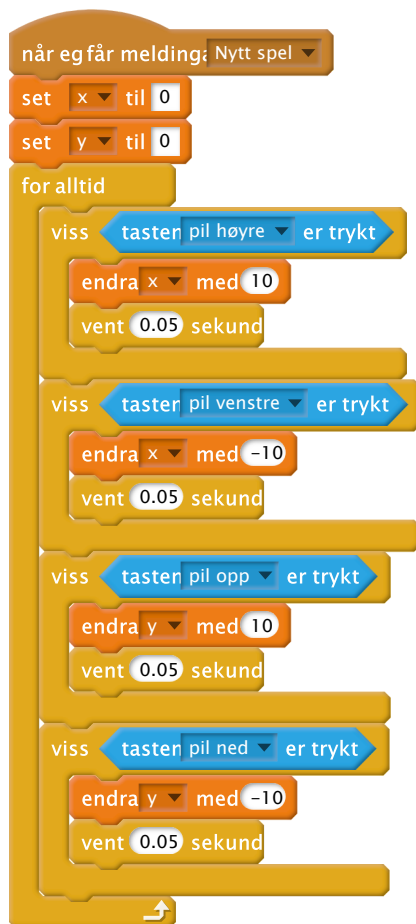 når eg får melding: Nytt spel
set x til 0
set y til 0
for alltid
viss tasten pil høyre er trykt
endra x med 10
vent 0.05 sekund
viss tasten pil venstre er trykt
endra x med -10
vent 0.05 sekund
viss tasten pil opp er trykt
endra y med 10
vent 0.05 sekund
viss tasten pil ned er trykt
endra y med -10
vent 0.05 sekund